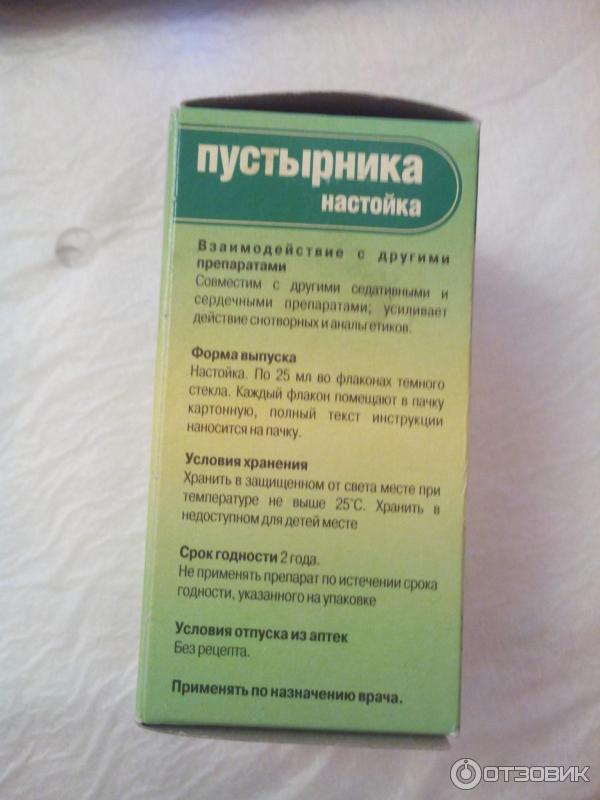 пустырника
настойка
Взаимодействие с другими
препаратами
Совместим с другими седативными и
сердечными препаратами; усиливает
действие снотворных и анальгетиков.
Форма выпуска
Настойка. По 25 мл во флаконах темного
стекла. Каждый флакон помещают в пачку
картонную, полный текст инструкции
наносится на пачку.
Условия хранения
Хранить в защищенном от света месте при
температуре не выше 25°С. Хранить в
недоступном для детей месте
Срок годности 2 года.
Не применять препарат по истечении срока
годности, указанного на упаковке
Условия отпуска из аптек
Без рецепта.
Применять по назначению врача.
ОТЗОВИК